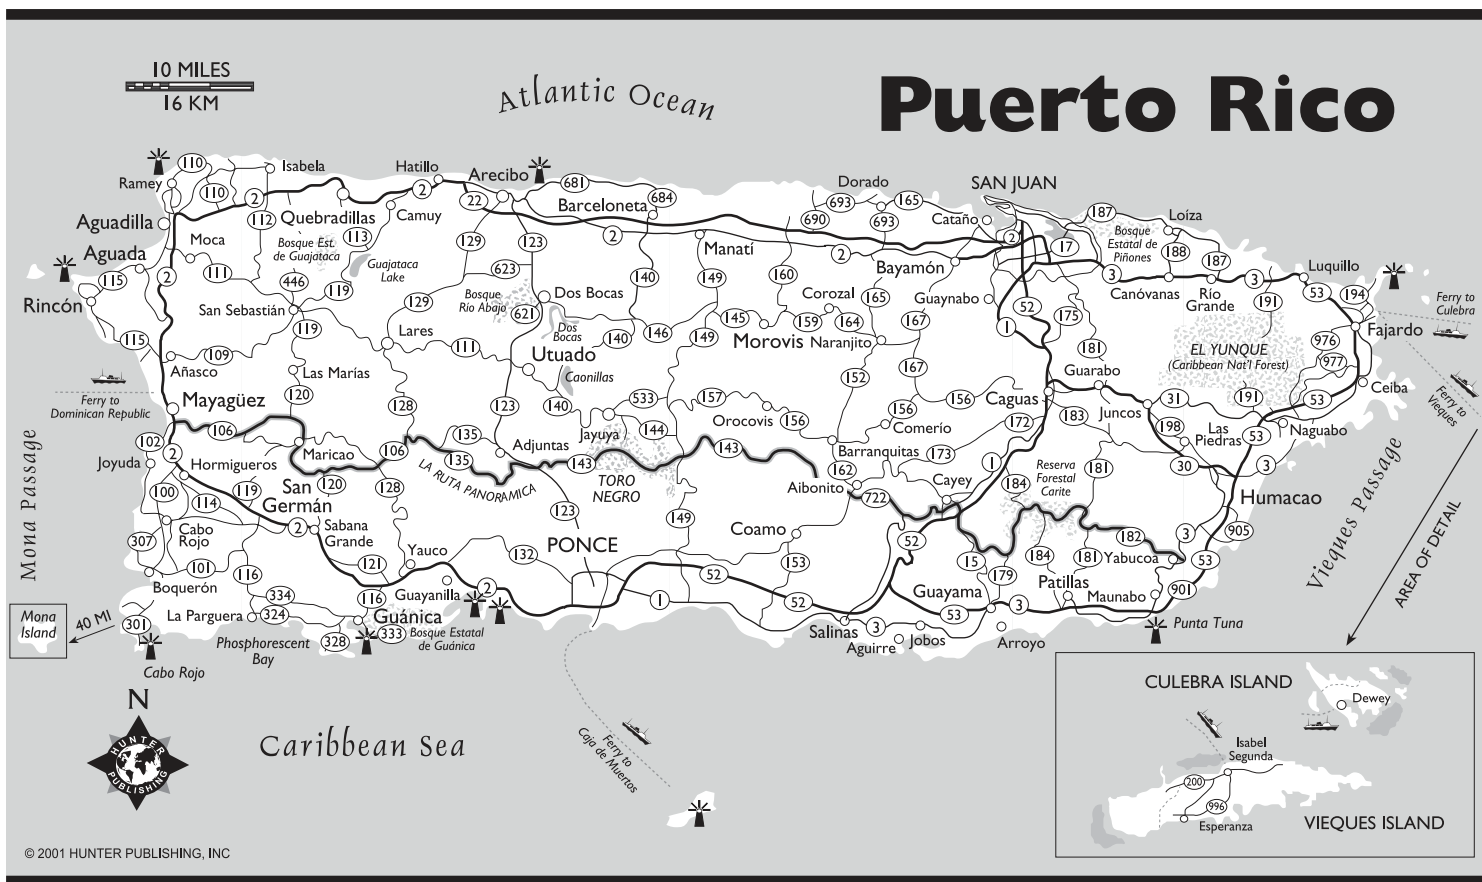 10 MILES
16 KM
Atlantic Ocean
Puerto Rico
Ramey
110
110
Isabela
Hatillo
Arecibo
681
684
Barceloneta
Dorado
693
165
690
693
Cataño
SAN JUAN
187
Loíza
2
22
2
112
Quebradillas
Camuy
113
Aguadilla
Aguada
Moca
Bosque Est.
de Guajataca
Guajataca
Lake
129
123
2
Manatí
2
Bayamón
2
17
Bosque
Estatal de
Piñones
188
187
3
3
Luquillo
115
2
111
446
119
623
140
149
160
Corozal
165
Guaynabo
Canóvanas
Río
Grande
191
53
194
Ferry to
Culebra
Rincón
San Sebastián
129
Bosque
Río Abajo
621
Dos Bocas
Dos
Bocas
52
175
Fajardo
115
119
Lares
111
140
146
149
145
Morovis
159
164
Naranjito
167
1
181
EL YUNQUE
(Caribbean Nat'l Forest)
976
977
109
Añasco
Las Marías
Utuado
Caonillas
152
167
Guarabo
Ceiba
Ferry to
Vieques
Ferry to
Dominican Republic
Mayagüez
120
128
123
140
533
157
156
Orocovis
156
Comerío
156
Caguas
183
Juncos
31
191
53
Naguabo
102
106
Joyuda
2
Hormigueros
Maricao
106
135
135
Adjuntas
Jayuya
144
143
143
Barranquitas
173
172
198
Las
Piedras
53
3
LA RUTA PANORAMICA
TORO
NEGRO
162
Aibonito
722
Cayey
1
184
Reserva
Forestal
Carite
181
30
Humacao
100
114
119
San
Germán
120
128
123
149
Coamo
Mona Passage
Vieques Passage
AREA OF DETAIL
307
Cabo
Rojo
2
Sabana
Grande
Yauco
132
PONCE
52
153
52
182
3
905
101
116
121
15
179
184
181
Yabucoa
53
Boquerón
334
324
116
Guayanilla
2
1
52
Guayama
53
3
Patillas
Maunabo
901
Mona
Island
40 MI
301
La Parguera
Guánica
328
333
Bosque Estatal
de Guánica
Salinas
3
Aguirre
Jobos
Arroyo
Punta Tuna
Cabo Rojo
Phosphorescent
Bay
N
HUNTER
PUBLISHING
Caribbean Sea
Ferry to
Caja de Muertos
CULEBRA ISLAND
Dewey
Isabel
Segunda
200
996
Esperanza
VIEQUES ISLAND
© 2001 HUNTER PUBLISHING, INC